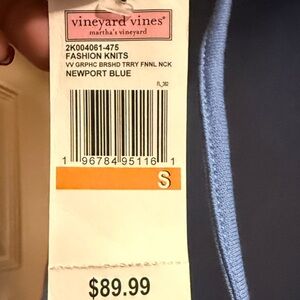 vineyard vines®
martha's vineyard
2K004061-475
FASHION KNITS
VV GRPHC BRSHD TRRY FNNL NCK
NEWPORT BLUE
FL_362
1 96784 95116 1
S
$89.99